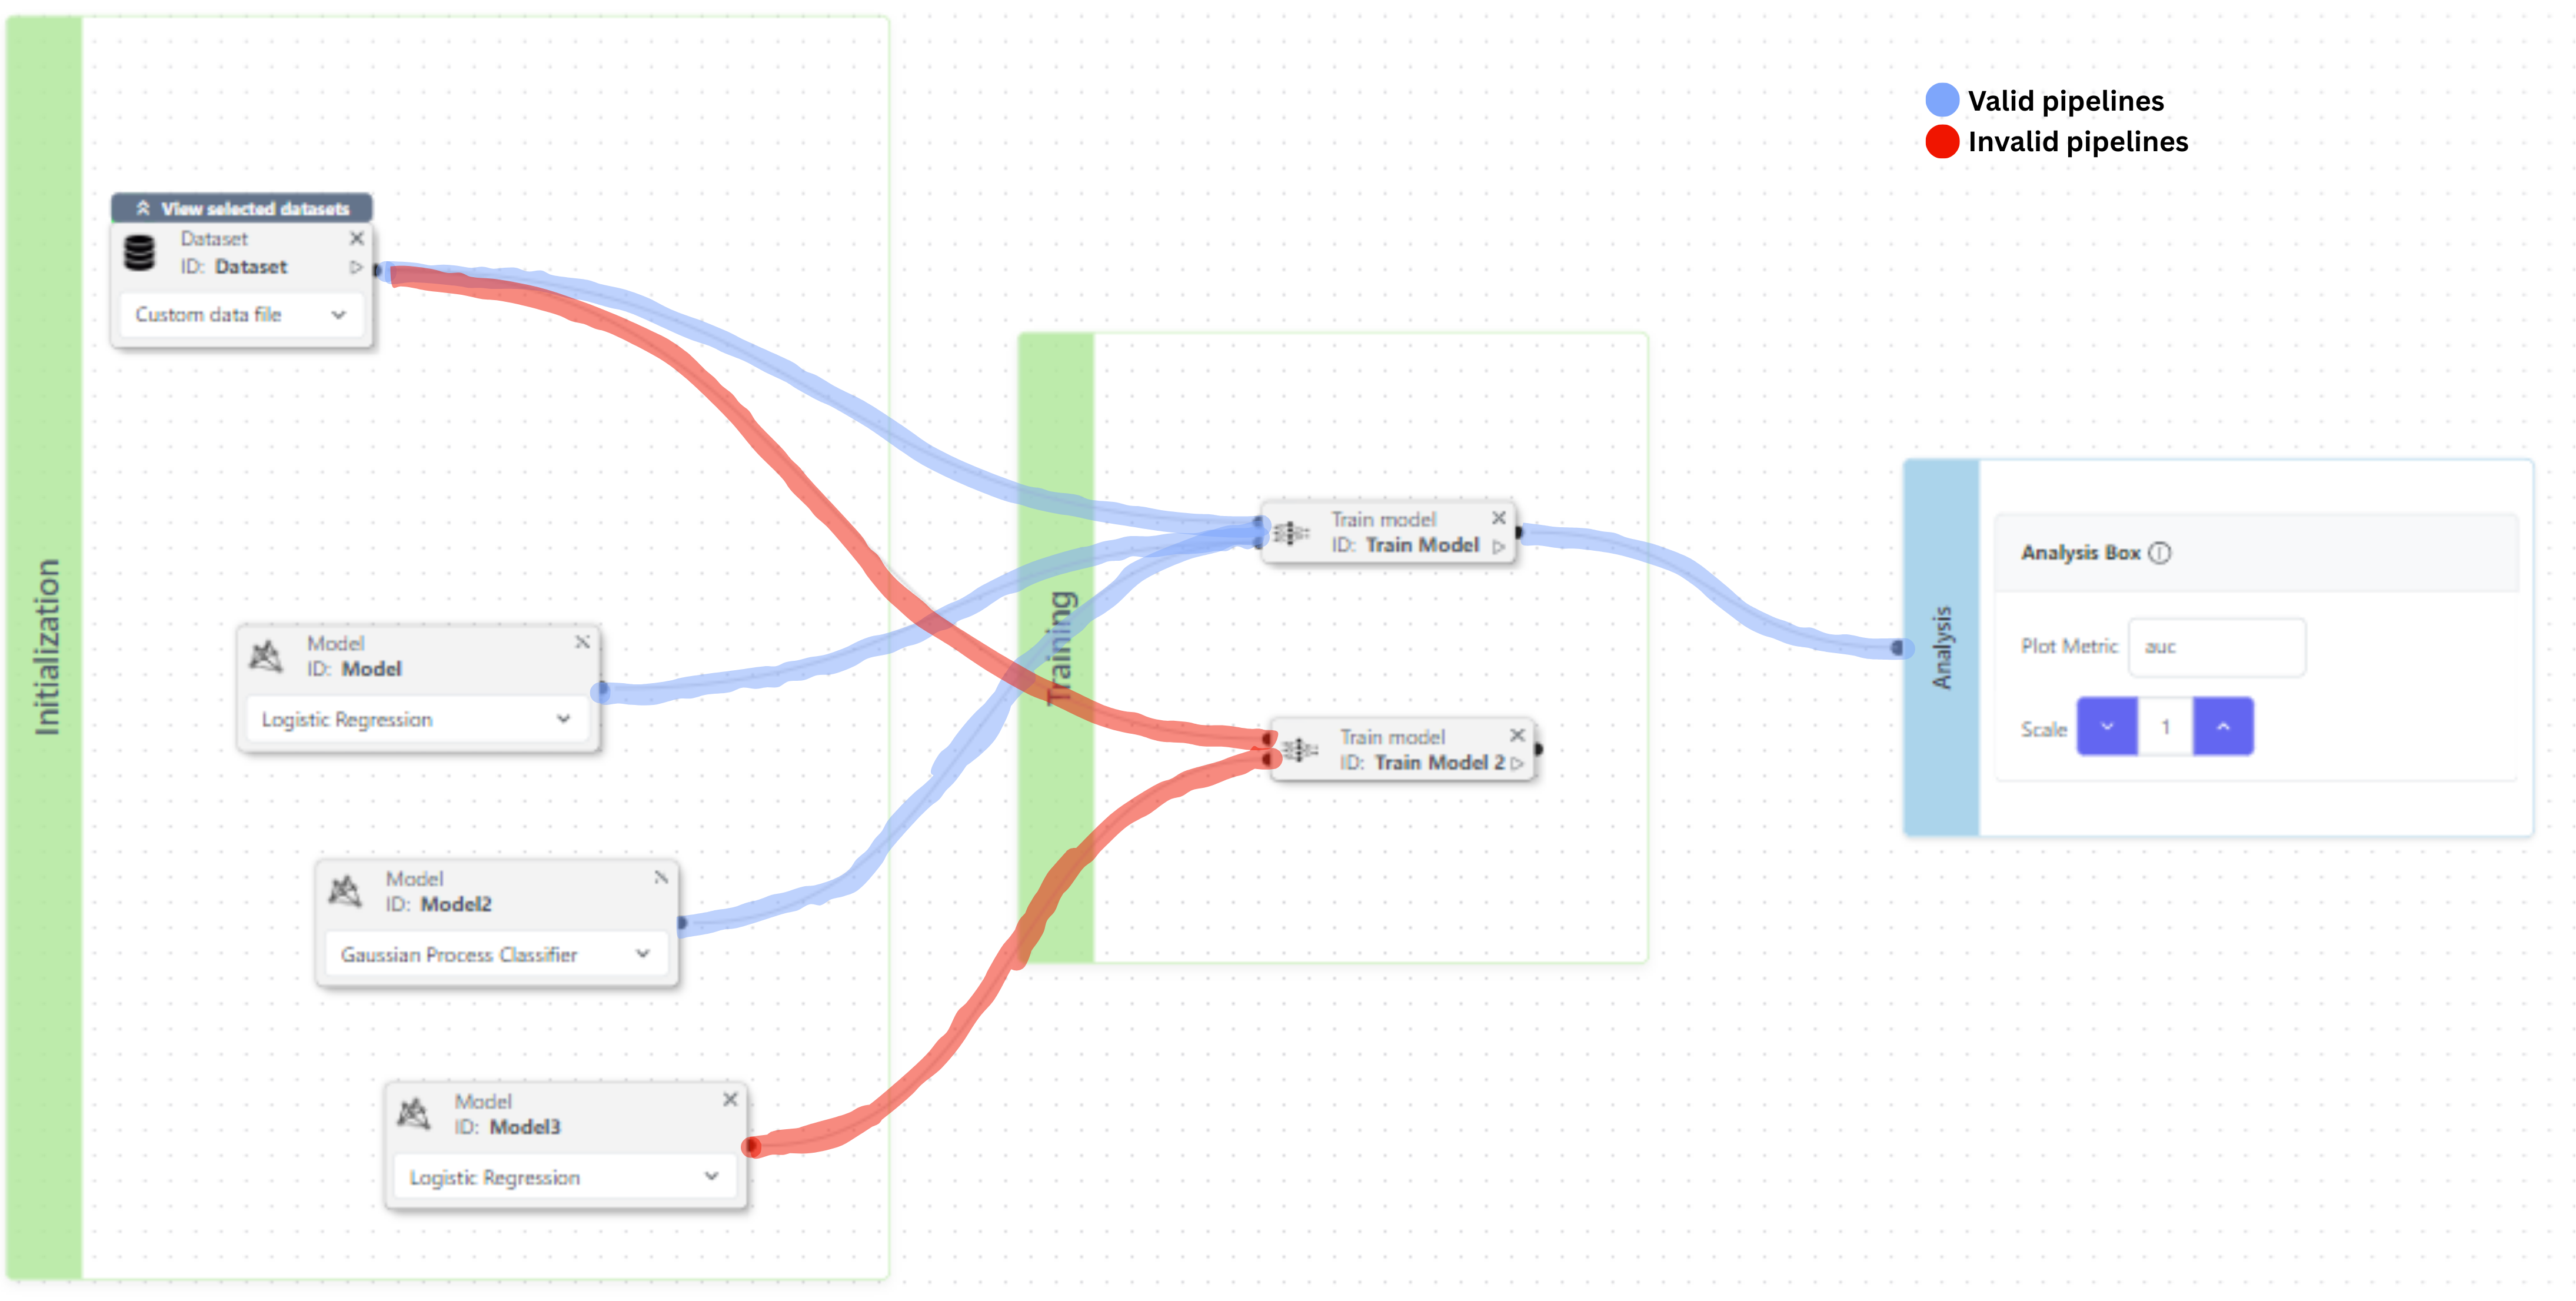 Valid pipelines
Invalid pipelines
Initialization
View selected datasets
Dataset
ID: Dataset
Custom data file
Model
ID: Model
Logistic Regression
Model
ID: Model2
Gaussian Process Classifier
Model
ID: Model3
Logistic Regression
Training
Train model
ID: Train Model
Train model
ID: Train Model 2
Analysis
Analysis Box
Plot Metric auc
Scale 1